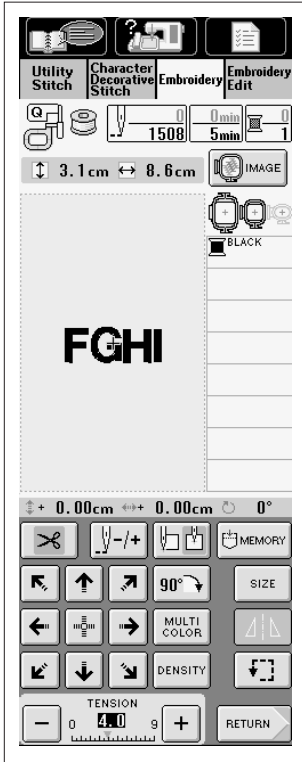 Utility Stitch
Character Decorative Stitch
Embroidery
Embroidery Edit
Q
0
1508
0min
5min
0
1
3.1cm 8.6cm
IMAGE
BLACK
FGHI
+ 0.00cm + 0.00cm 0°
-/+
MEMORY
90°
SIZE
MULTI COLOR
DENSITY
TENSION
− 0 4.0 9 +
RETURN